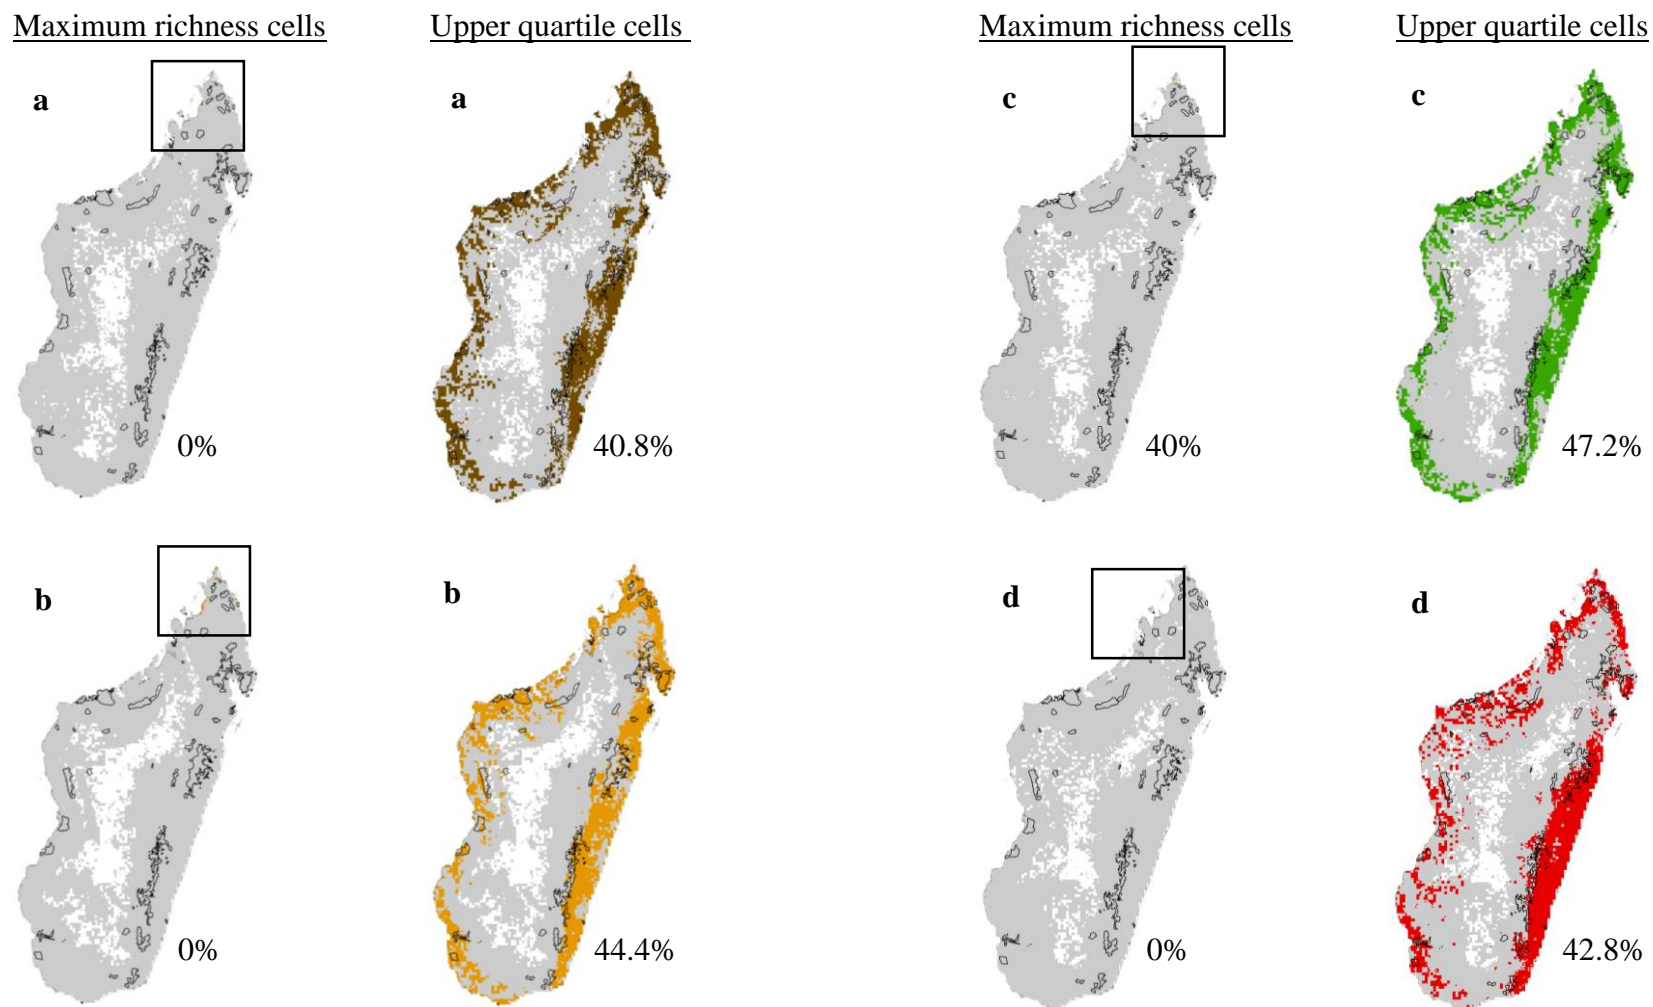 Maximum richness cells
Upper quartile cells
Maximum richness cells
Upper quartile cells
a
a
c
c
0%
40.8%
40%
47.2%
b
b
d
d
0%
44.4%
0%
42.8%